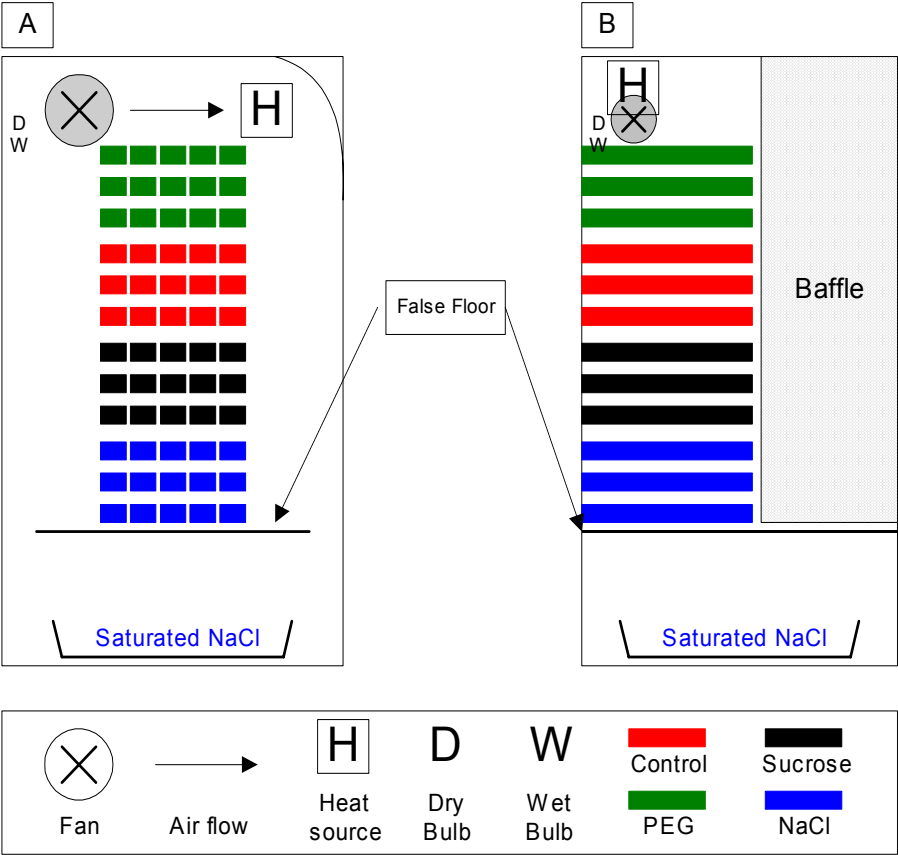 A
B
H
H
D
W
D
W
Baffle
False Floor
Saturated NaCl
Saturated NaCl
H
D
W
Control
Sucrose
Fan
Air flow
Heat
source
Dry
Bulb
Wet
Bulb
PEG
NaCl